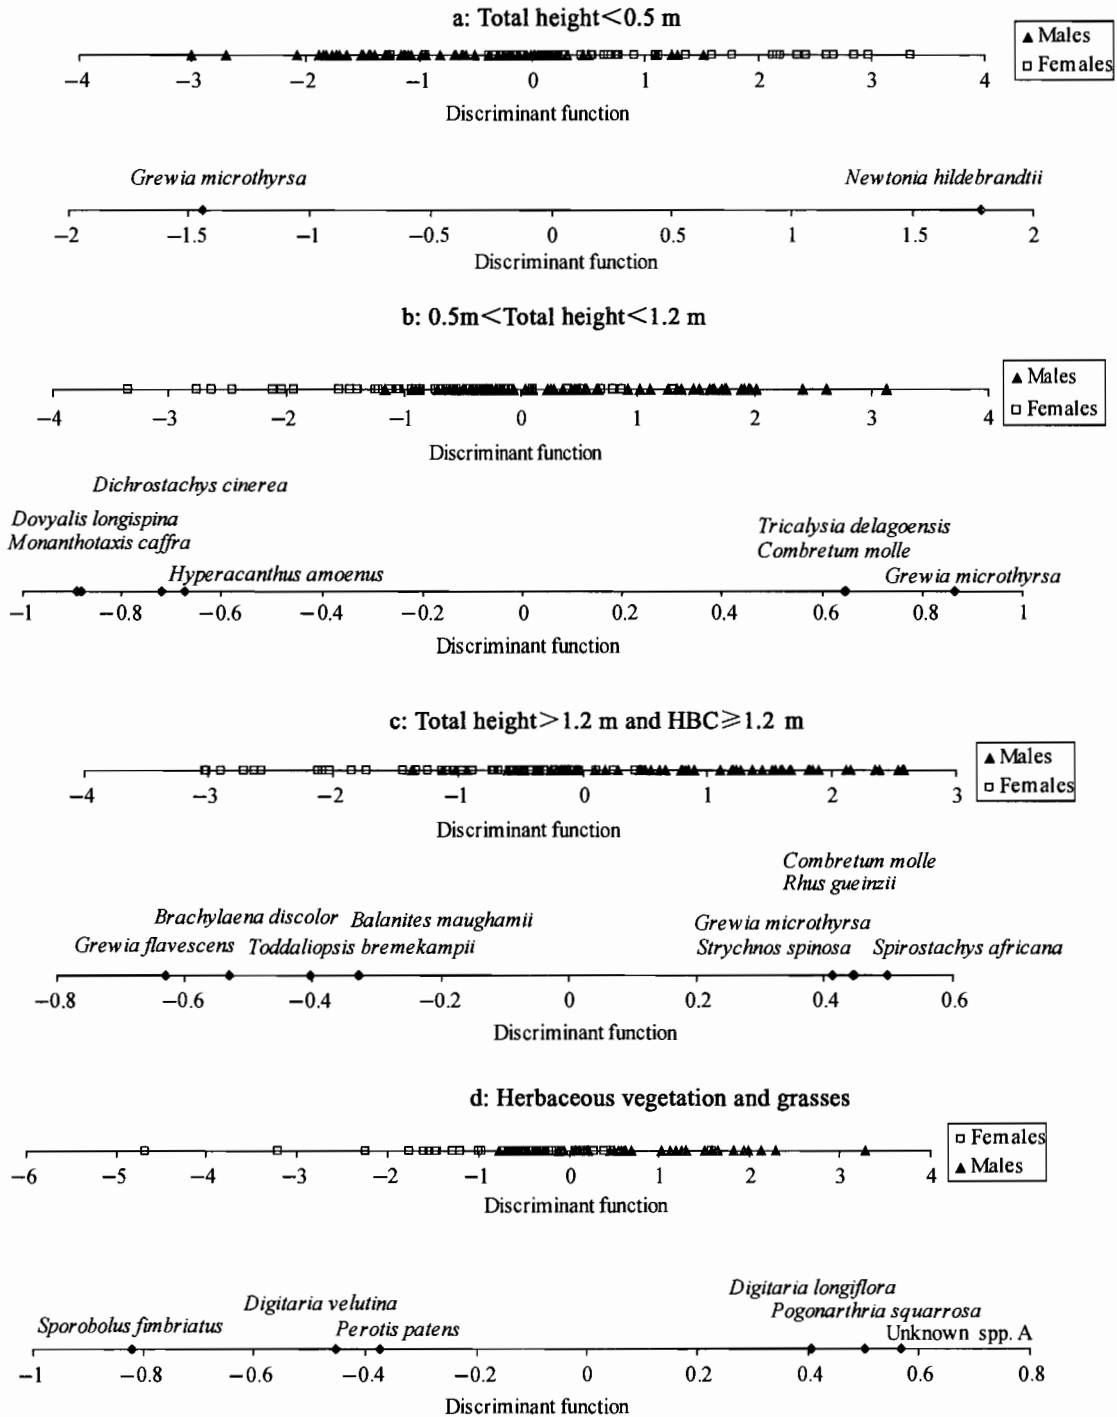 a: Total height<0.5 m
▲ Males
□ Females
−4 −3 −2 −1 0 1 2 3 4
Discriminant function
Grewia microthyrsa Newtonia hildebrandtii
−2 −1.5 −1 −0.5 0 0.5 1 1.5 2
Discriminant function
b: 0.5m<Total height<1.2 m
▲ Males
□ Females
−4 −3 −2 −1 0 1 2 3 4
Discriminant function
Dichrostachys cinerea
Dovyalis longispina
Monanthotaxis caffra
Hyperacanthus amoenus
Tricalysia delagoensis
Combretum molle
Grewia microthyrsa
−1 −0.8 −0.6 −0.4 −0.2 0 0.2 0.4 0.6 0.8 1
Discriminant function
c: Total height>1.2 m and HBC≥1.2 m
▲ Males
□ Females
−4 −3 −2 −1 0 1 2 3
Discriminant function
Combretum molle
Rhus gueinzii
Brachylaena discolor Balanites maughamii Grewia microthyrsa
Grewia flavescens Toddaliopsis bremekampii Strychnos spinosa Spirostachys africana
−0.8 −0.6 −0.4 −0.2 0 0.2 0.4 0.6
Discriminant function
d: Herbaceous vegetation and grasses
□ Females
▲ Males
−6 −5 −4 −3 −2 −1 0 1 2 3 4
Discriminant function
Digitaria velutina Digitaria longiflora
Sporobolus fimbriatus Perotis patens Pogonarthria squarrosa
Unknown spp. A
−1 −0.8 −0.6 −0.4 −0.2 0 0.2 0.4 0.6 0.8
Discriminant function